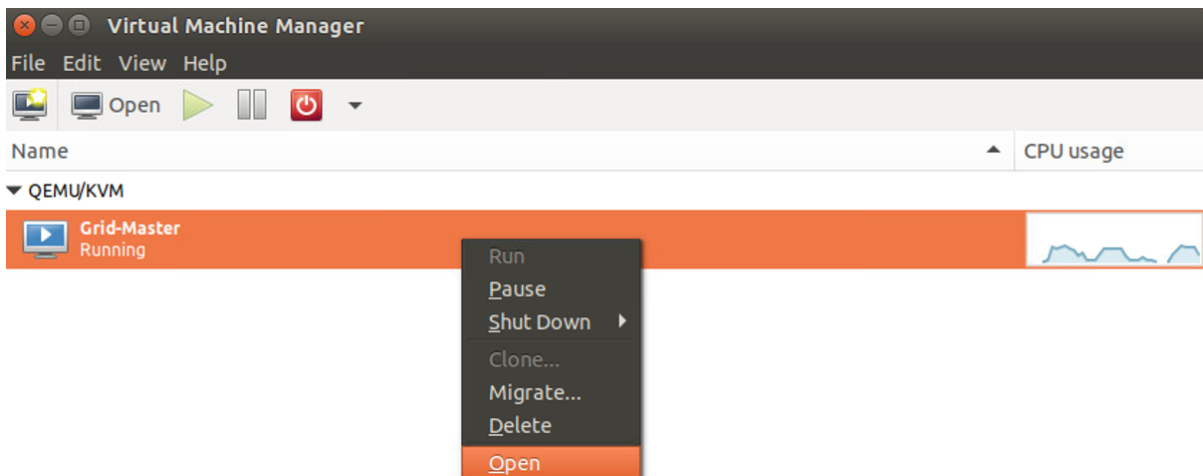 Virtual Machine Manager
File Edit View Help
Open
Name CPU usage
QEMU/KVM
Grid-Master
Running
Run
Pause
Shut Down
Clone...
Migrate...
Delete
Open